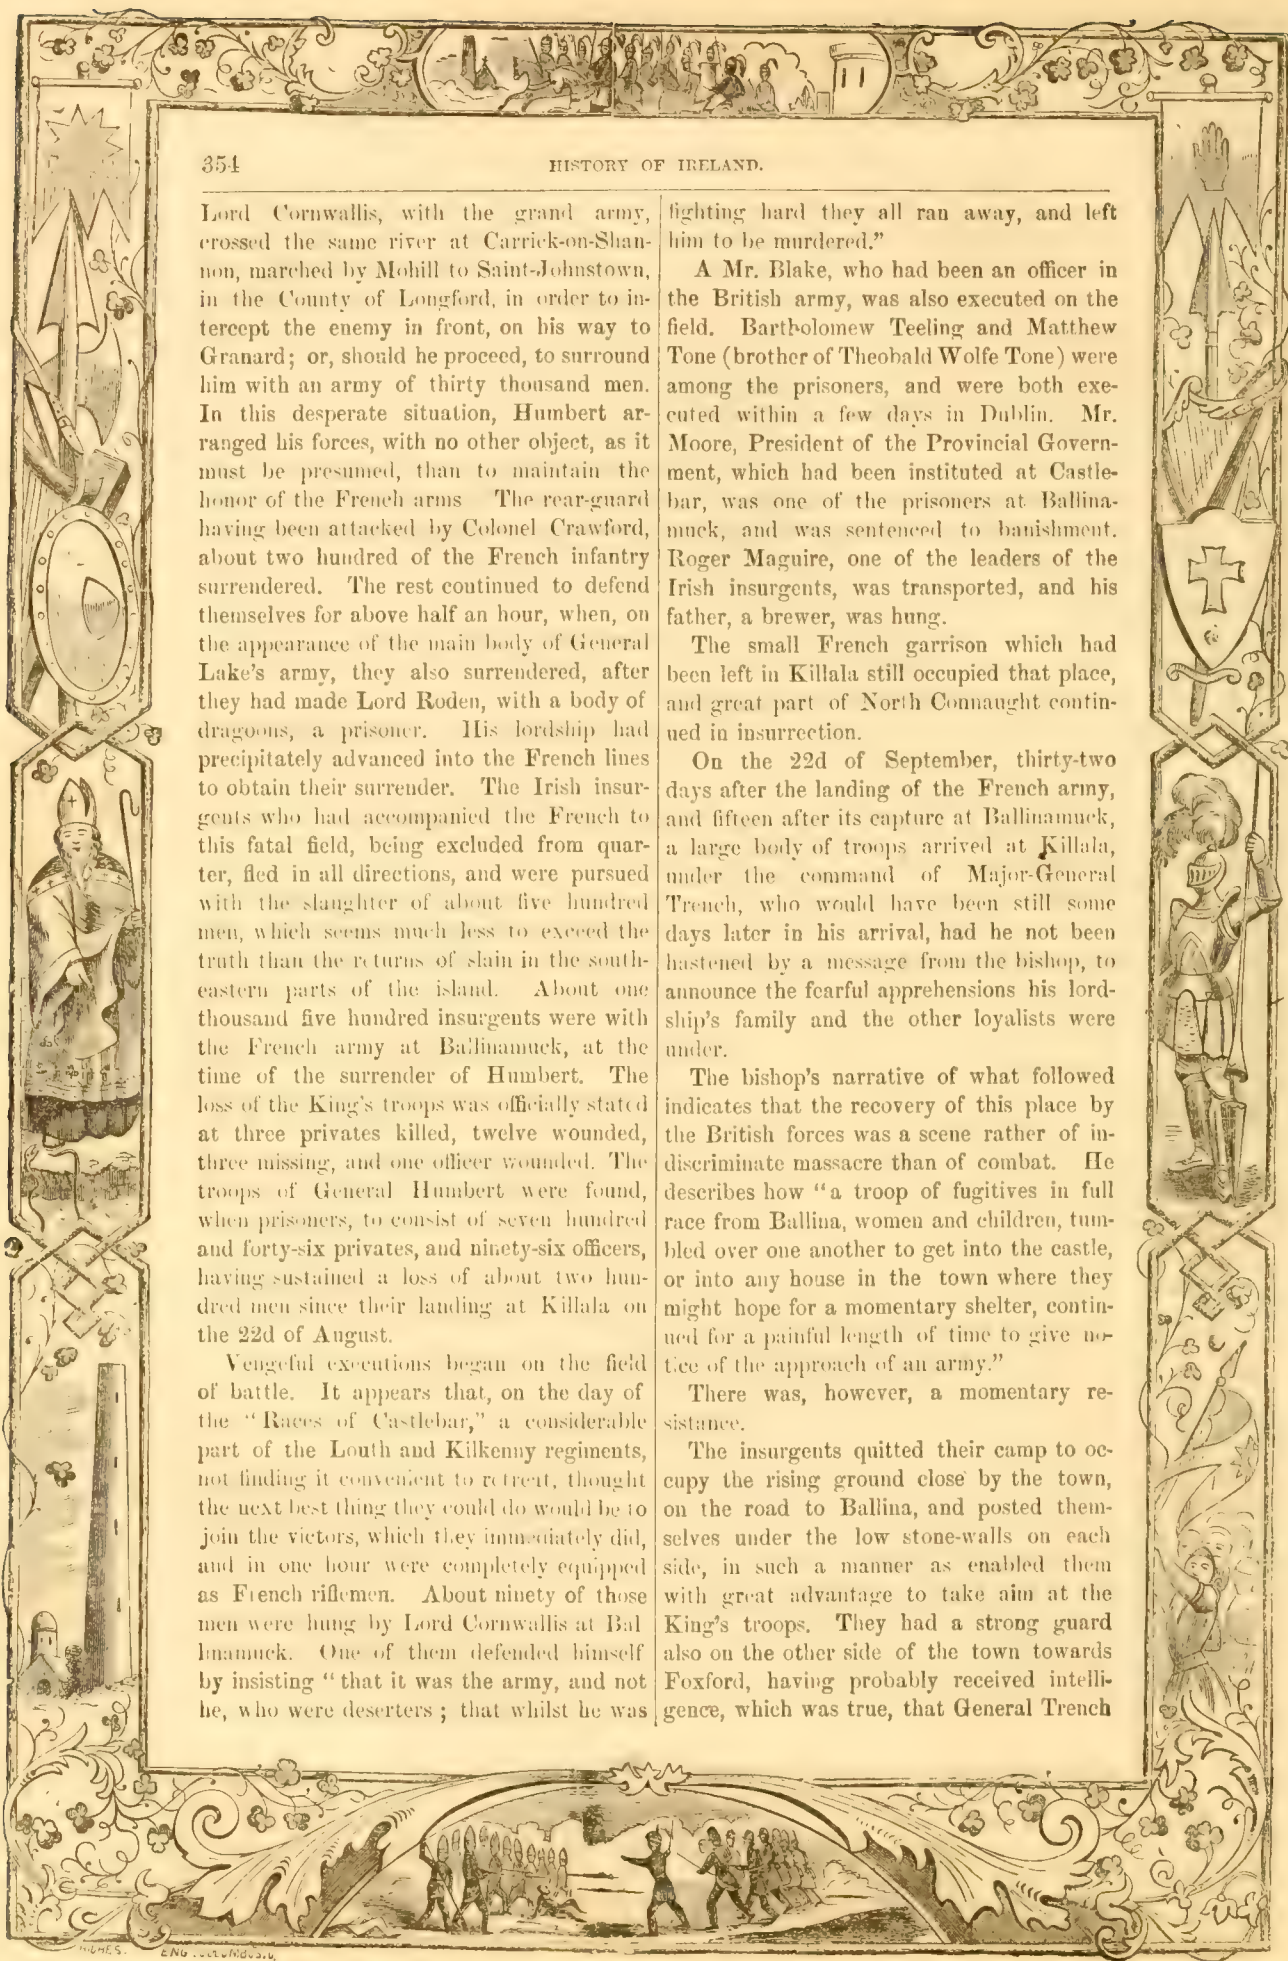 354
HISTORY OF IRELAND.
Lord Cornwallis, with the grand army,
crossed the same river at Carrick-on-Shan-
non, marched by Mohill to Saint-Johnstown,
in the County of Longford, in order to in-
tercept the enemy in front, on his way to
Granard; or, should he proceed, to surround
him with an army of thirty thousand men.
In this desperate situation, Humbert ar-
ranged his forces, with no other object, as it
must be presumed, than to maintain the
honor of the French arms The rear-guard
having been attacked by Colonel Crawford,
about two hundred of the French infantry
surrendered. The rest continued to defend
themselves for above half an hour, when, on
the appearance of the main body of General
Lake's army, they also surrendered, after
they had made Lord Roden, with a body of
dragoons, a prisoner. His lordship had
precipitately advanced into the French lines
to obtain their surrender. The Irish insur-
gents who had accompanied the French to
this fatal field, being excluded from quar-
ter, fled in all directions, and were pursued
with the slaughter of about five hundred
men, which seems much less to exceed the
truth than the returns of slain in the south-
eastern parts of the island. About one
thousand five hundred insurgents were with
the French army at Ballinamuck, at the
time of the surrender of Humbert. The
loss of the King's troops was officially stated
at three privates killed, twelve wounded,
three missing, and one officer wounded. The
troops of General Humbert were found,
when prisoners, to consist of seven hundred
and forty-six privates, and ninety-six officers,
having sustained a loss of about two hun-
dred men since their landing at Killala on
the 22d of August.
Vengeful executions began on the field
of battle. It appears that, on the day of
the "Races of Castlebar," a considerable
part of the Louth and Kilkenny regiments,
not finding it convenient to retreat, thought
the next best thing they could do would be to
join the victors, which they immediately did,
and in one hour were completely equipped
as French riflemen. About ninety of those
men were hung by Lord Cornwallis at Bal
linamuck. One of them defended himself
by insisting "that it was the army, and not
he, who were deserters; that whilst he was
fighting hard they all ran away, and left
him to be murdered."
A Mr. Blake, who had been an officer in
the British army, was also executed on the
field. Bartholomew Teeling and Matthew
Tone (brother of Theobald Wolfe Tone) were
among the prisoners, and were both exe-
cuted within a few days in Dublin. Mr.
Moore, President of the Provincial Govern-
ment, which had been instituted at Castle-
bar, was one of the prisoners at Ballina-
muck, and was sentenced to banishment.
Roger Maguire, one of the leaders of the
Irish insurgents, was transported, and his
father, a brewer, was hung.
The small French garrison which had
been left in Killala still occupied that place,
and great part of North Connaught contin-
ued in insurrection.
On the 22d of September, thirty-two
days after the landing of the French army,
and fifteen after its capture at Ballinamuck,
a large body of troops arrived at Killala,
under the command of Major-General
Trench, who would have been still some
days later in his arrival, had he not been
hastened by a message from the bishop, to
announce the fearful apprehensions his lord-
ship's family and the other loyalists were
under.
The bishop's narrative of what followed
indicates that the recovery of this place by
the British forces was a scene rather of in-
discriminate massacre than of combat. He
describes how "a troop of fugitives in full
race from Ballina, women and children, tum-
bled over one another to get into the castle,
or into any house in the town where they
might hope for a momentary shelter, contin-
ued for a painful length of time to give no-
tice of the approach of an army."
There was, however, a momentary re-
sistance.
The insurgents quitted their camp to oc-
cupy the rising ground close by the town,
on the road to Ballina, and posted them-
selves under the low stone-walls on each
side, in such a manner as enabled them
with great advantage to take aim at the
King's troops. They had a strong guard
also on the other side of the town towards
Foxford, having probably received intelli-
gence, which was true, that General Trench
ENG